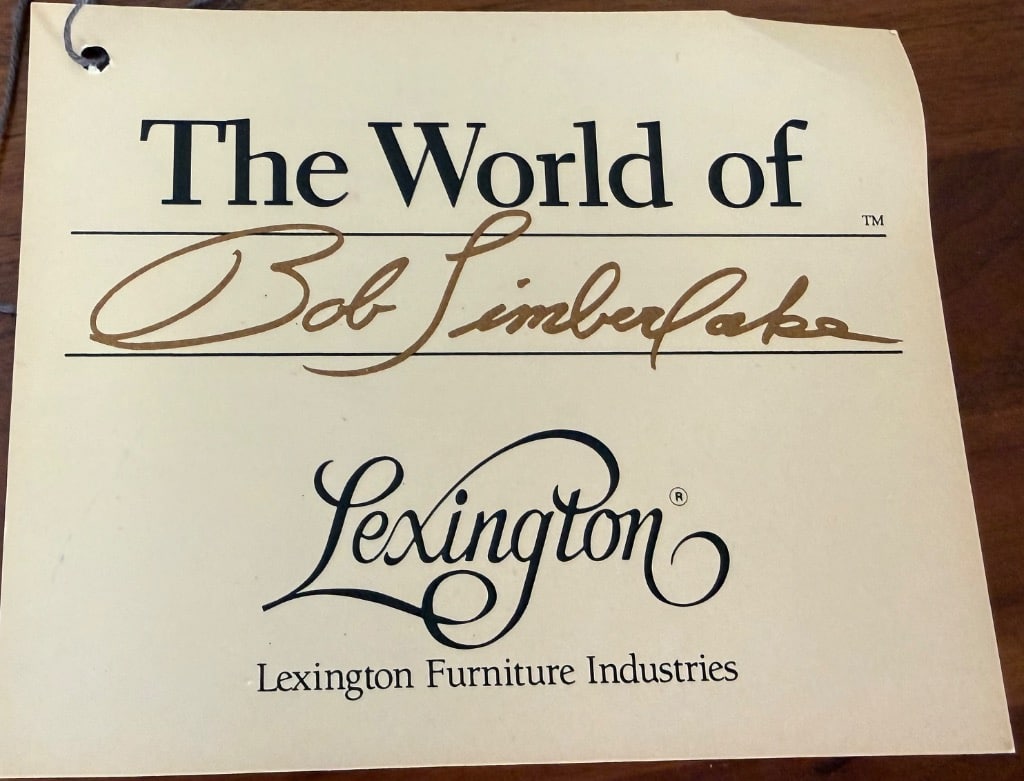 The World of
™
Bob Timberlake
Lexington®
Lexington Furniture Industries